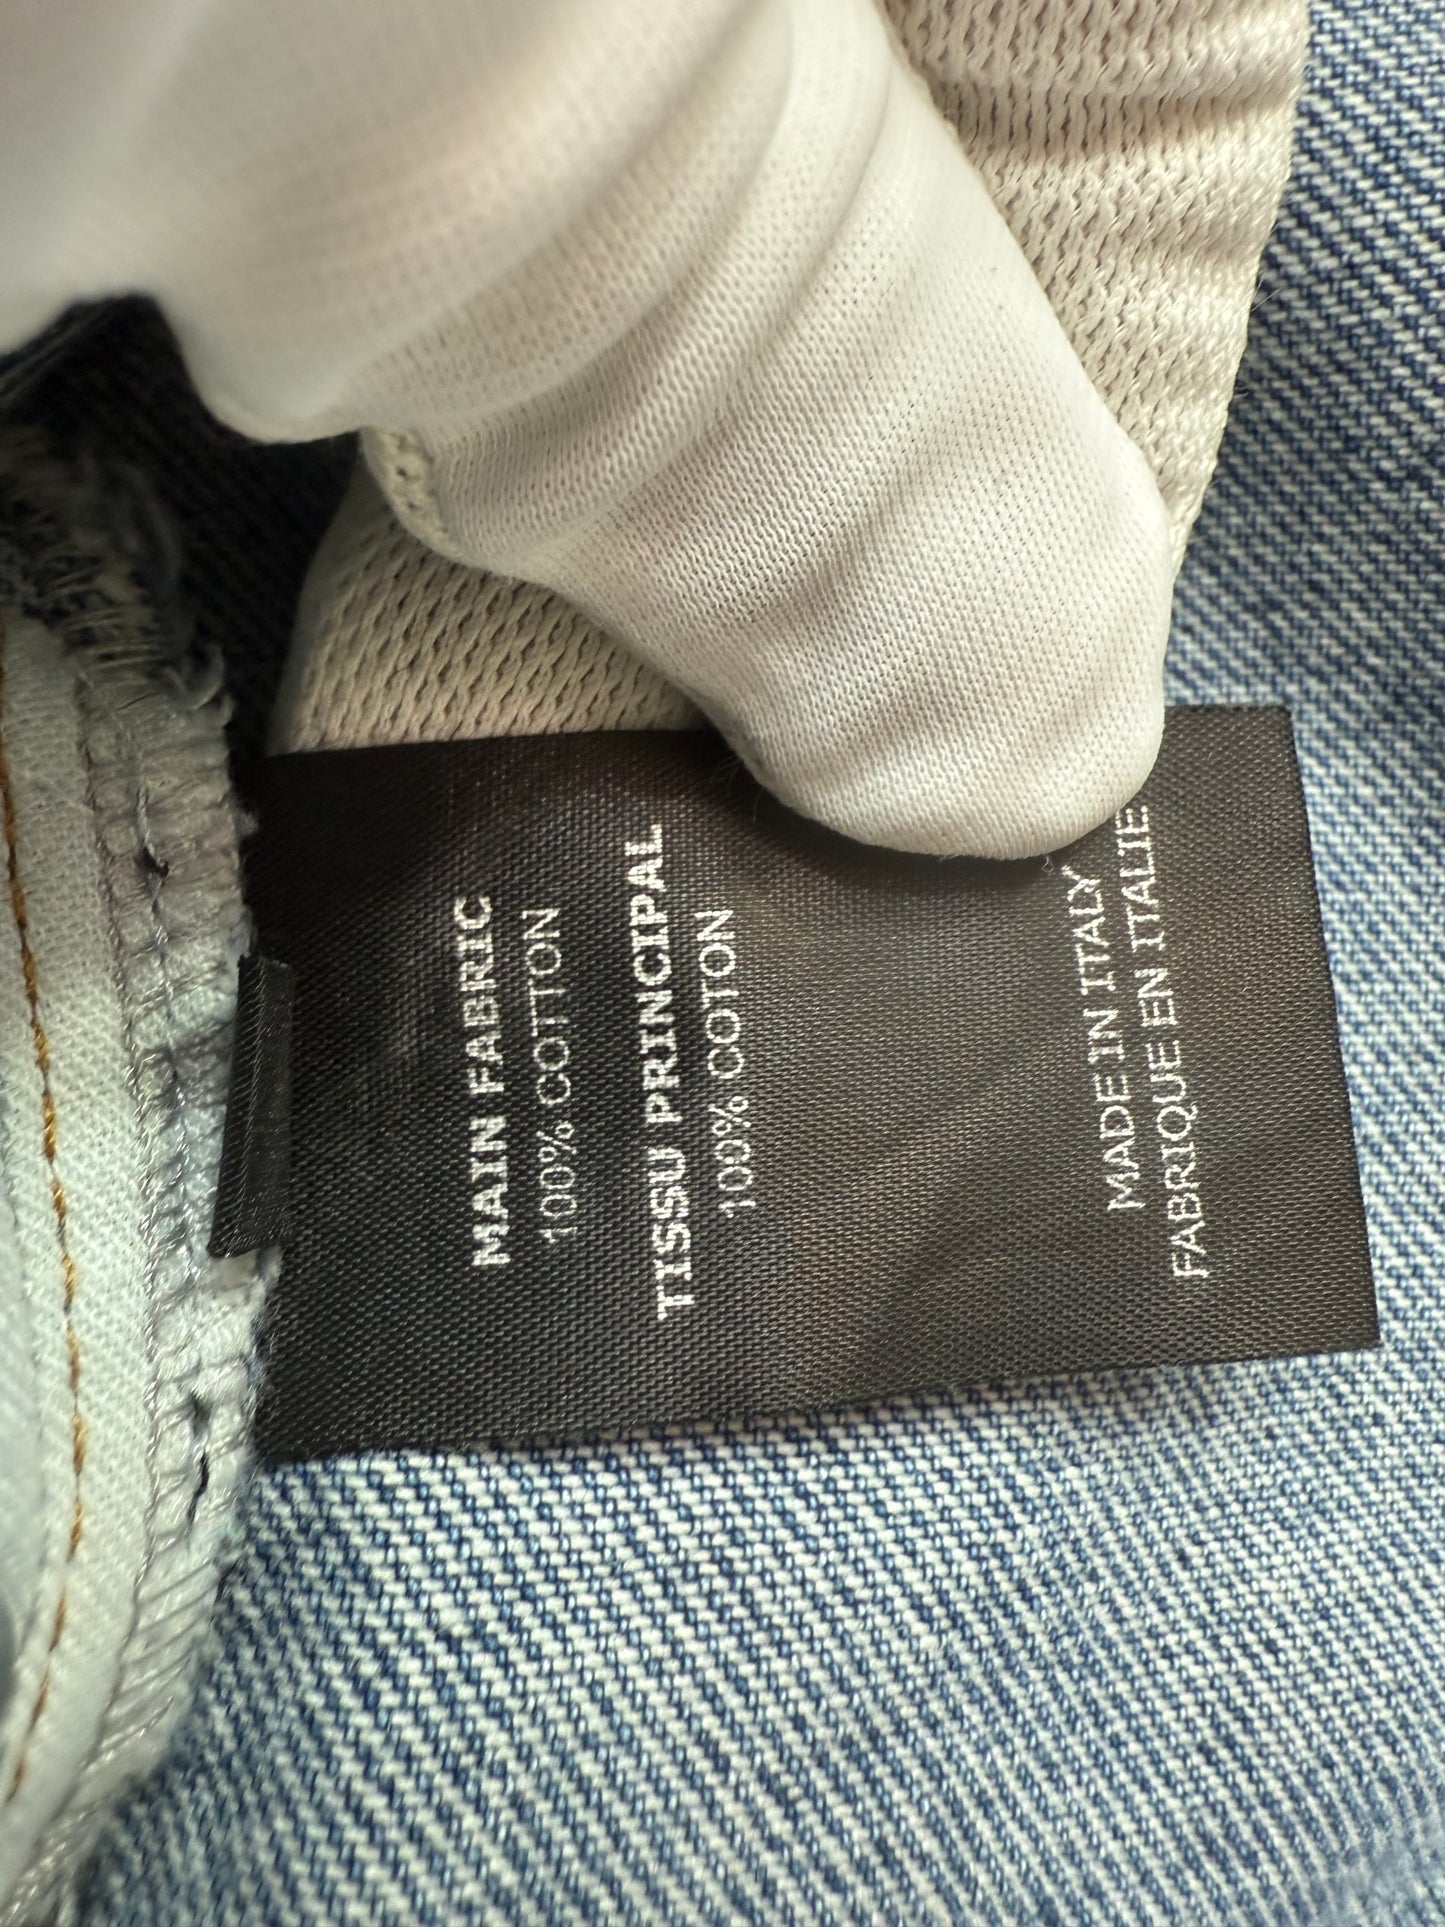 MAIN FABRIC
100% COTTON
TISSU PRINCIPAL
100% COTON
MADE IN ITALY
FABRIQUE EN ITALIE